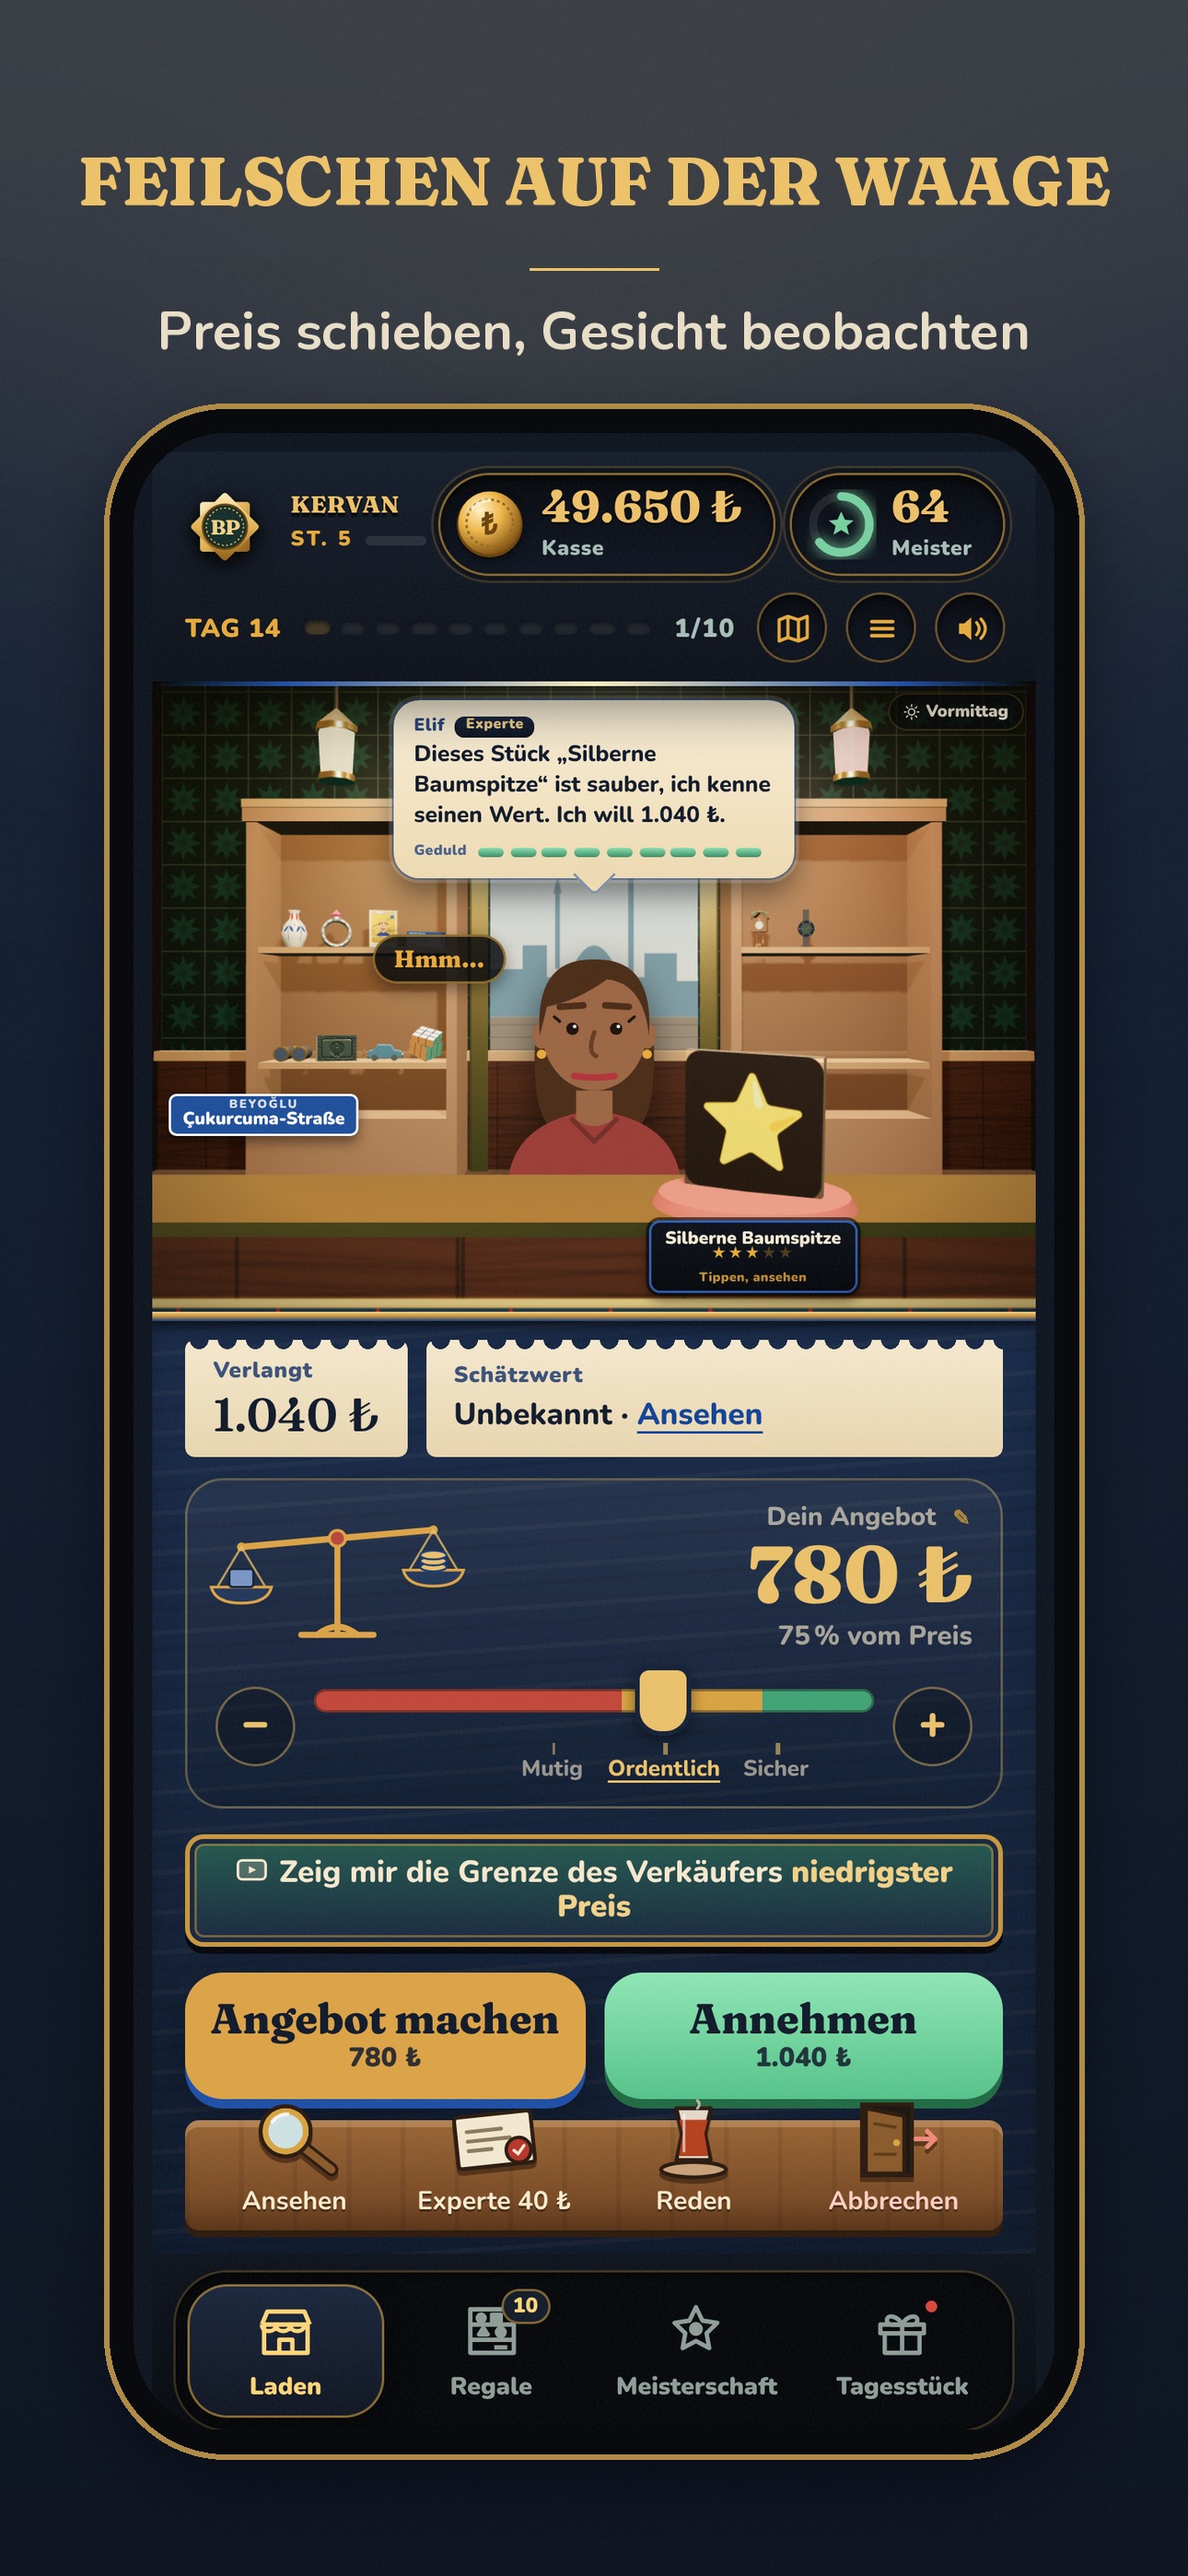 FEILSCHEN AUF DER WAAGE
Preis schieben, Gesicht beobachten
BP
KERVAN
ST. 5
₺
49.650 ₺
Kasse
64
Meister
TAG 14
1/10
Vormittag
Elif Experte
Dieses Stück „Silberne
Baumspitze“ ist sauber, ich kenne
seinen Wert. Ich will 1.040 ₺.
Geduld
Hmm...
BEYOĞLU
Çukurcuma-Straße
Silberne Baumspitze
Tippen, ansehen
Verlangt
1.040 ₺
Schätzwert
Unbekannt · Ansehen
Dein Angebot
780 ₺
75 % vom Preis
Mutig
Ordentlich
Sicher
Zeig mir die Grenze des Verkäufers niedrigster
Preis
Angebot machen
780 ₺
Annehmen
1.040 ₺
Ansehen
Experte 40 ₺
Reden
Abbrechen
Laden
10
Regale
Meisterschaft
Tagesstück